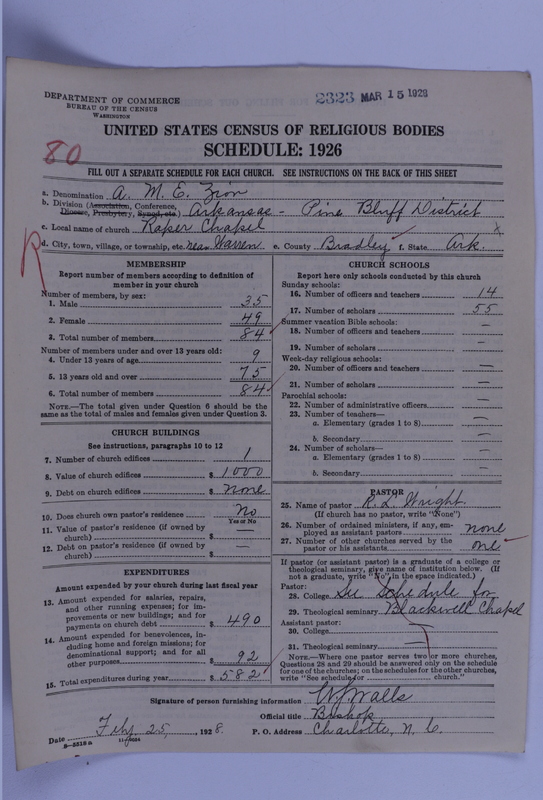 2323 MAR 15 1928
DEPARTMENT OF COMMERCE
BUREAU OF THE CENSUS
WASHINGTON
UNITED STATES CENSUS OF RELIGIOUS BODIES
SCHEDULE: 1926
80
FILL OUT A SEPARATE SCHEDULE FOR EACH CHURCH. SEE INSTRUCTIONS ON THE BACK OF THIS SHEET
a. Denomination A. M. E. Zion
b. Division (Association, Conference, Diocese, Presbytery, Synod, etc.) Arkansas - Pine Bluff District
c. Local name of church Raper Chapel
R
d. City, town, village, or township, etc. near Warren e. County Bradley f. State Ark.
MEMBERSHIP
Report number of members according to definition of
member in your church
Number of members, by sex:
1. Male 35
2. Female 49
3. Total number of members 84
Number of members under and over 13 years old:
4. Under 13 years of age 9
5. 13 years old and over 75
6. Total number of members 84
NOTE.—The total given under Question 6 should be
the same as the total of males and females given under Question 3.
CHURCH BUILDINGS
See instructions, paragraphs 10 to 12
7. Number of church edifices 1
8. Value of church edifices $ 1000
9. Debt on church edifices $ None
10. Does church own pastor's residence No
Yes or No
11. Value of pastor's residence (if owned by
church) $ —
12. Debt on pastor's residence (if owned by
church) $ —
EXPENDITURES
Amount expended by your church during last fiscal year
13. Amount expended for salaries, repairs,
and other running expenses; for im-
provements or new buildings; and for
payments on church debt $ 490
14. Amount expended for benevolences, in-
cluding home and foreign missions; for
denominational support; and for all
other purposes $ 92
15. Total expenditures during year $ 582
CHURCH SCHOOLS
Report here only schools conducted by this church
Sunday schools:
16. Number of officers and teachers 14
17. Number of scholars 55
Summer vacation Bible schools:
18. Number of officers and teachers —
19. Number of scholars —
Week-day religious schools:
20. Number of officers and teachers —
21. Number of scholars —
Parochial schools:
22. Number of administrative officers —
23. Number of teachers—
a. Elementary (grades 1 to 8) —
b. Secondary —
24. Number of scholars—
a. Elementary (grades 1 to 8) —
b. Secondary —
PASTOR
25. Name of pastor R. L. Wright
(If church has no pastor, write "None")
26. Number of ordained ministers, if any, em-
ployed as assistant pastors none
27. Number of other churches served by the
pastor or his assistants one
If pastor (or assistant pastor) is a graduate of a college or
theological seminary, give name of institution below. (If
not a graduate, write "No", in the space indicated.)
Pastor:
28. College See Schedule for
29. Theological seminary Blackwell Chapel
Assistant pastor:
30. College
31. Theological seminary —
NOTE.—Where one pastor serves two or more churches,
Questions 28 and 29 should be answered only on the schedule
for one of the churches; on the schedules for the other churches,
write "See schedule for church."
Signature of person furnishing information W J Walls
Official title Bishop
Date Feby. 25, , 1928. P. O. Address Charlotte, N. C.